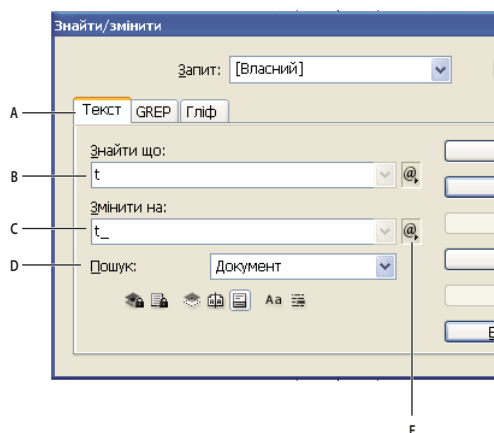 Знайти/змінити
Запит: [Власний]
A
Текст GREP Гліф
Знайти що:
B t @
Змінити на:
C t_ @
D Пошук: Документ
Aa